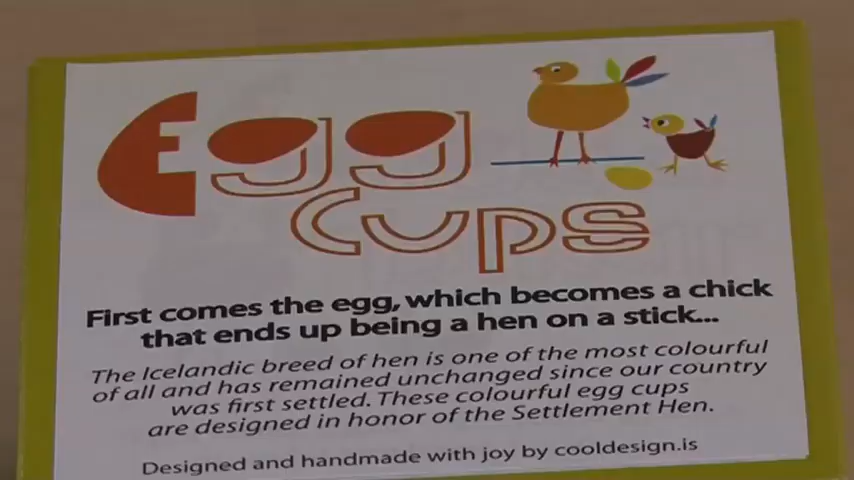 Egg
Cups
First comes the egg, which becomes a chick
that ends up being a hen on a stick...
The Icelandic breed of hen is one of the most colourful
of all and has remained unchanged since our country
was first settled. These colourful egg cups
are designed in honor of the Settlement Hen.
Designed and handmade with joy by cooldesign.is